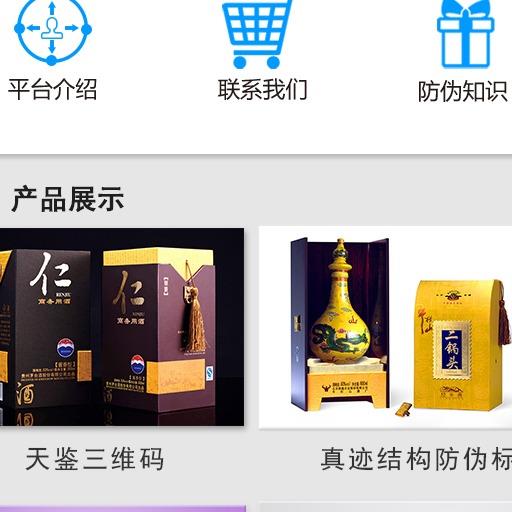 平台介绍 联系我们 防伪知识
产品展示
仁
商务用酒
仁
商务用酒
牛栏山
二锅头
天鉴三维码 真迹结构防伪标